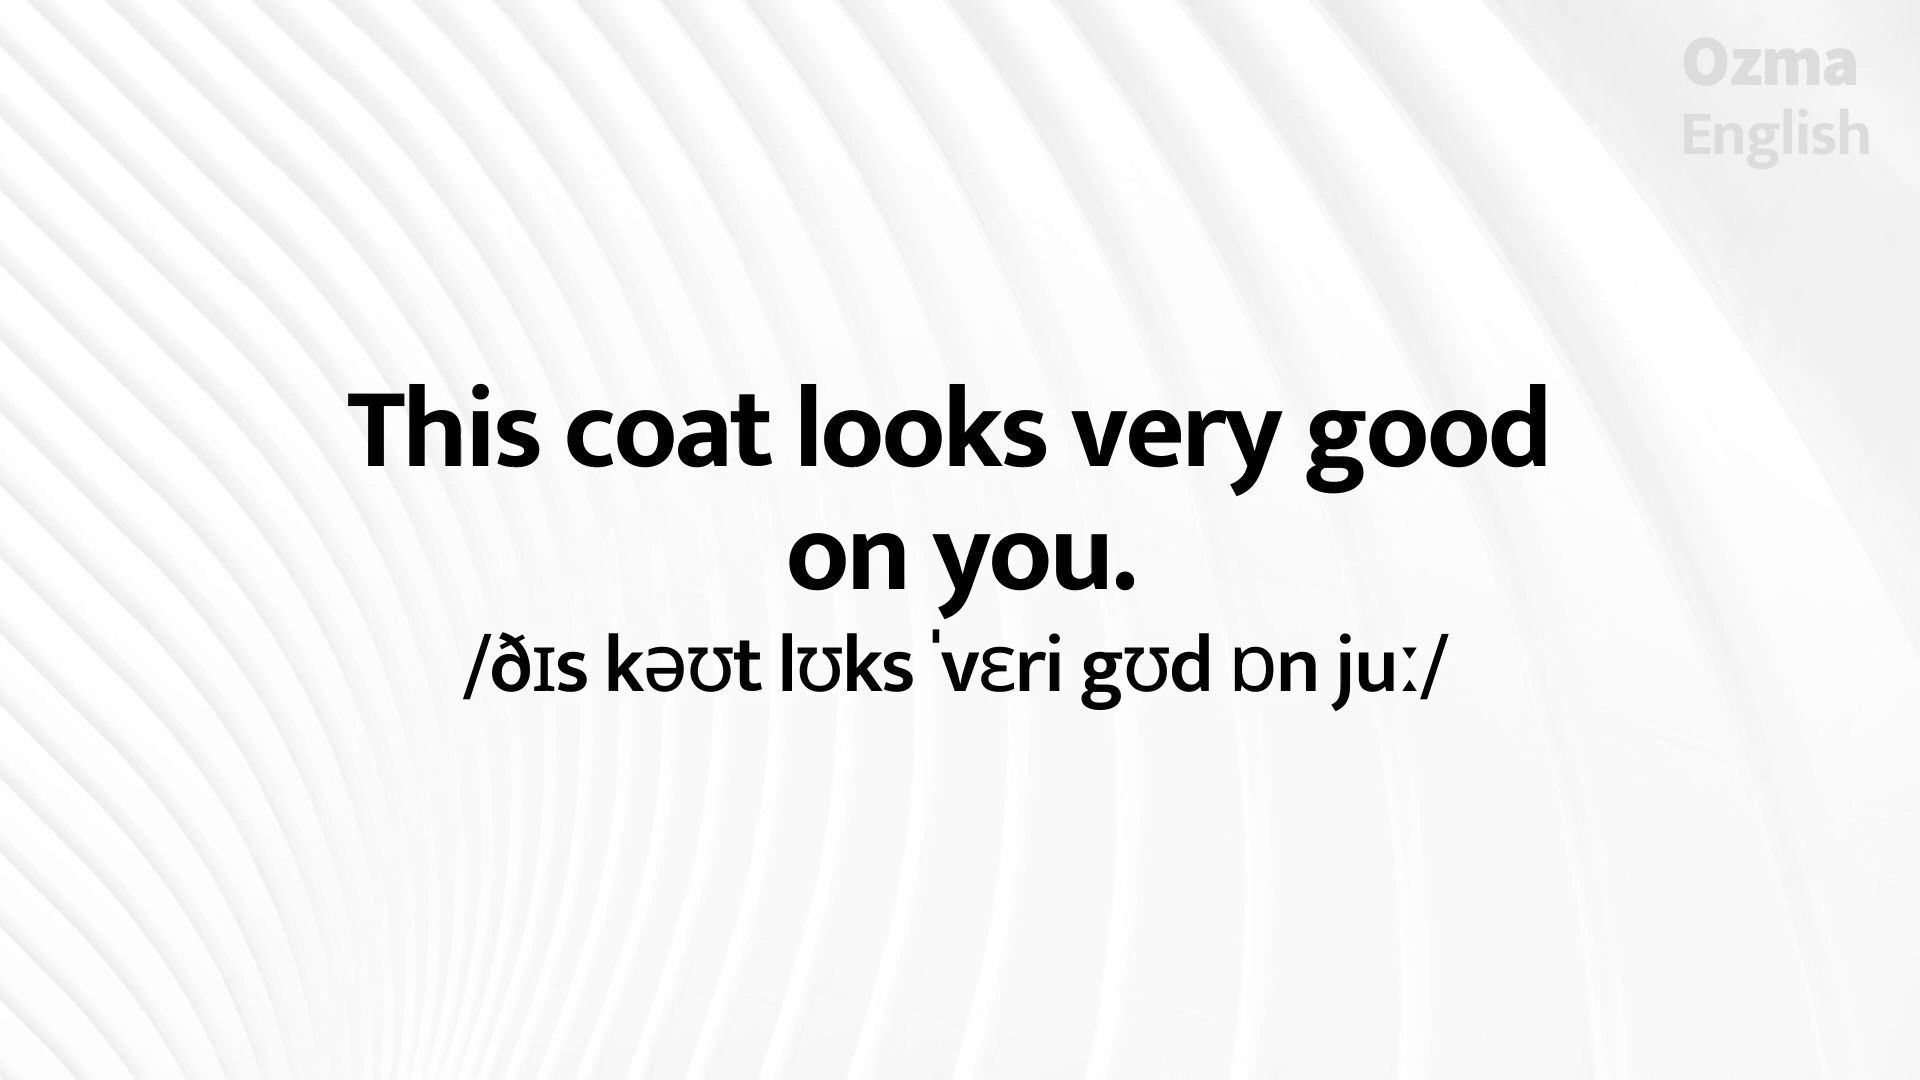 Ozma
English
This coat looks very good
on you.
/ðɪs kəʊt lʊks ˈvɛri gʊd ɒn juː/